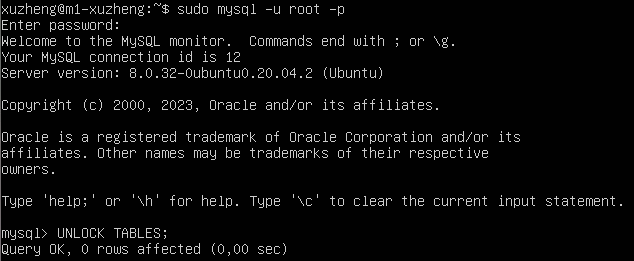 xuzheng@m1-xuzheng:~$ sudo mysql -u root -p
Enter password:
Welcome to the MySQL monitor.  Commands end with ; or \g.
Your MySQL connection id is 12
Server version: 8.0.32-0ubuntu0.20.04.2 (Ubuntu)
Copyright (c) 2000, 2023, Oracle and/or its affiliates.
Oracle is a registered trademark of Oracle Corporation and/or its
affiliates. Other names may be trademarks of their respective
owners.
Type 'help;' or '\h' for help. Type '\c' to clear the current input statement.
mysql> UNLOCK TABLES;
Query OK, 0 rows affected (0,00 sec)